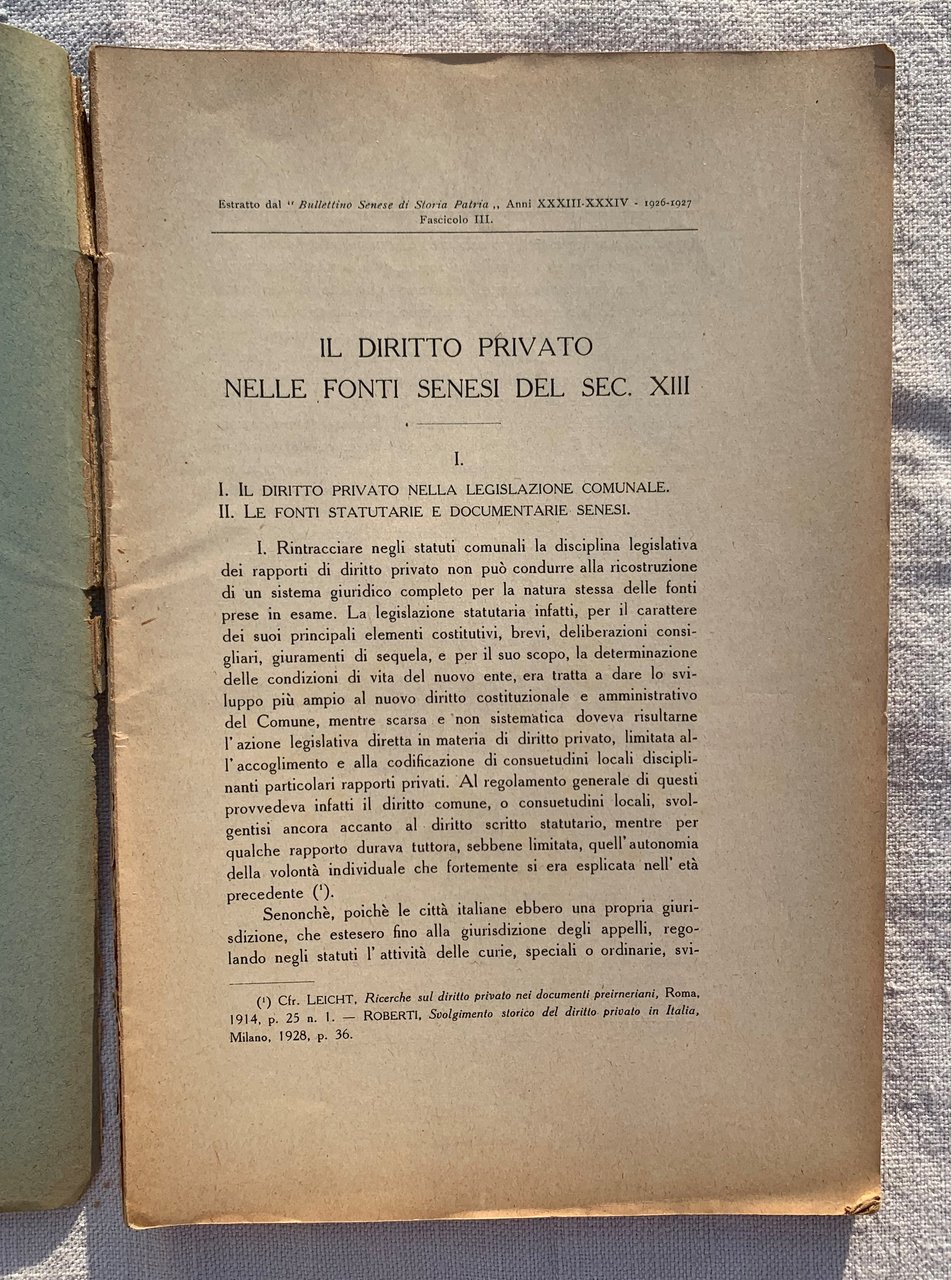 Estratto dal " Bullettino Senese di Storia Patria ,, Anni XXXIII-XXXIV - 1926-1927
Fascicolo III.
IL DIRITTO PRIVATO
NELLE FONTI SENESI DEL SEC. XIII
I.
I. IL DIRITTO PRIVATO NELLA LEGISLAZIONE COMUNALE.
II. LE FONTI STATUTARIE E DOCUMENTARIE SENESI.
I. Rintracciare negli statuti comunali la disciplina legislativa
dei rapporti di diritto privato non può condurre alla ricostruzione
di un sistema giuridico completo per la natura stessa delle fonti
prese in esame. La legislazione statutaria infatti, per il carattere
dei suoi principali elementi costitutivi, brevi, deliberazioni consi-
gliari, giuramenti di sequela, e per il suo scopo, la determinazione
delle condizioni di vita del nuovo ente, era tratta a dare lo svi-
luppo più ampio al nuovo diritto costituzionale e amministrativo
del Comune, mentre scarsa e non sistematica doveva risultarne
l' azione legislativa diretta in materia di diritto privato, limitata al-
l' accoglimento e alla codificazione di consuetudini locali discipli-
nanti particolari rapporti privati. Al regolamento generale di questi
provvedeva infatti il diritto comune, o consuetudini locali, svol-
gentisi ancora accanto al diritto scritto statutario, mentre per
qualche rapporto durava tuttora, sebbene limitata, quell' autonomia
della volontà individuale che fortemente si era esplicata nell' età
precedente (¹).
Senonchè, poichè le città italiane ebbero una propria giuri-
sdizione, che estesero fino alla giurisdizione degli appelli, rego-
lando negli statuti l' attività delle curie, speciali o ordinarie, svi-
(¹) Cfr. LEICHT, Ricerche sul diritto privato nei documenti preirneriani, Roma,
1914, p. 25 n. 1. — ROBERTI, Svolgimento storico del diritto privato in Italia,
Milano, 1928, p. 36.